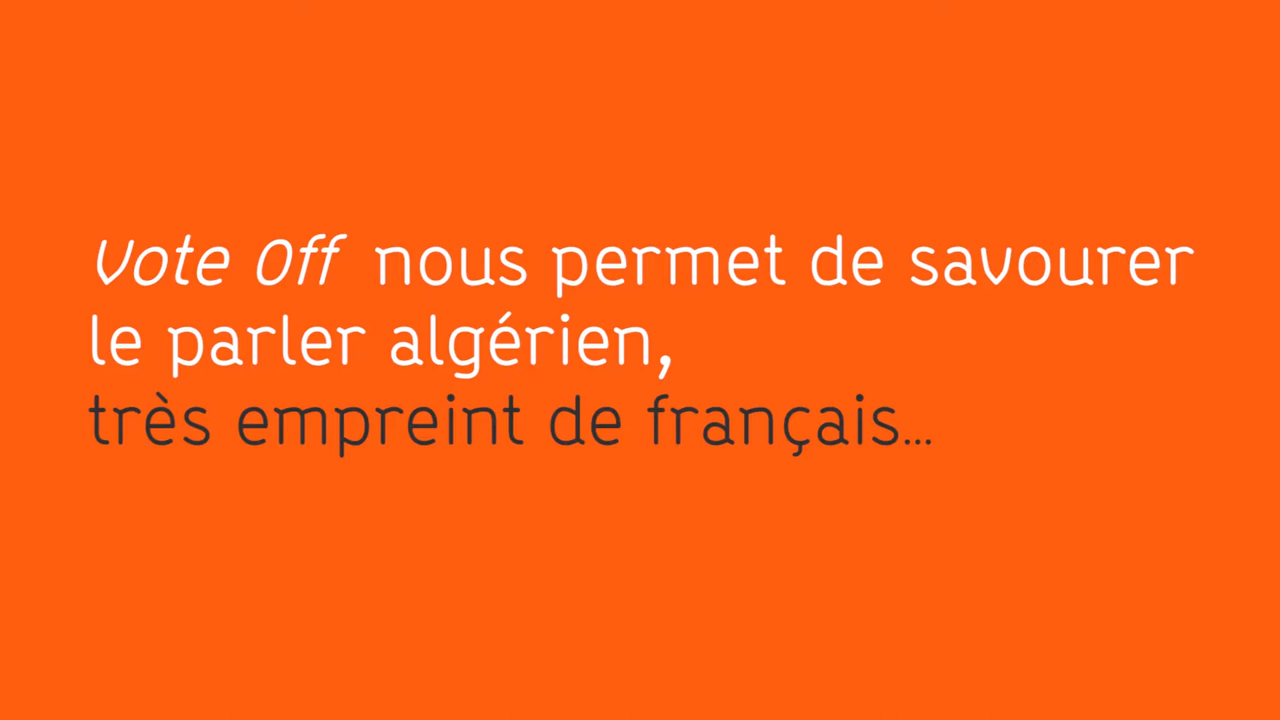 Vote Off nous permet de savourer
le parler algérien,
très empreint de français...